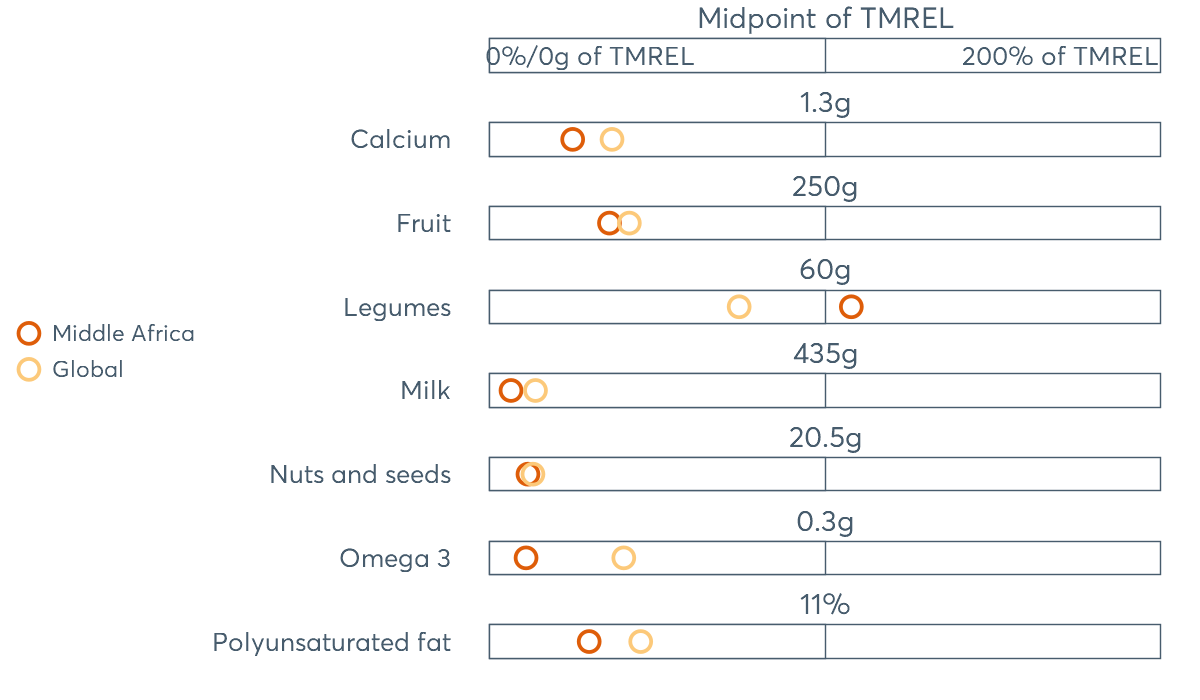 Midpoint of TMREL
0%/0g of TMREL
200% of TMREL
1.3g
Calcium
250g
Fruit
60g
Legumes
Middle Africa
Global
435g
Milk
20.5g
Nuts and seeds
0.3g
Omega 3
11%
Polyunsaturated fat